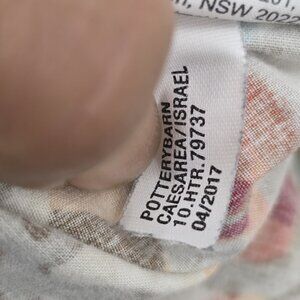 NSW 2022
POTTERYBARN
CAESAREA/ISRAEL
10.HTR.79737
04/2017